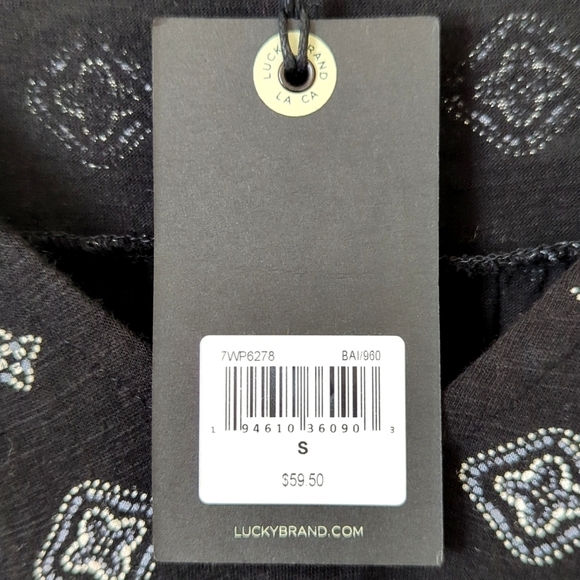 LUCKY BRAND
LA CA
7WP6278 BAI/960
1 94610 36090 3
S
$59.50
LUCKYBRAND.COM